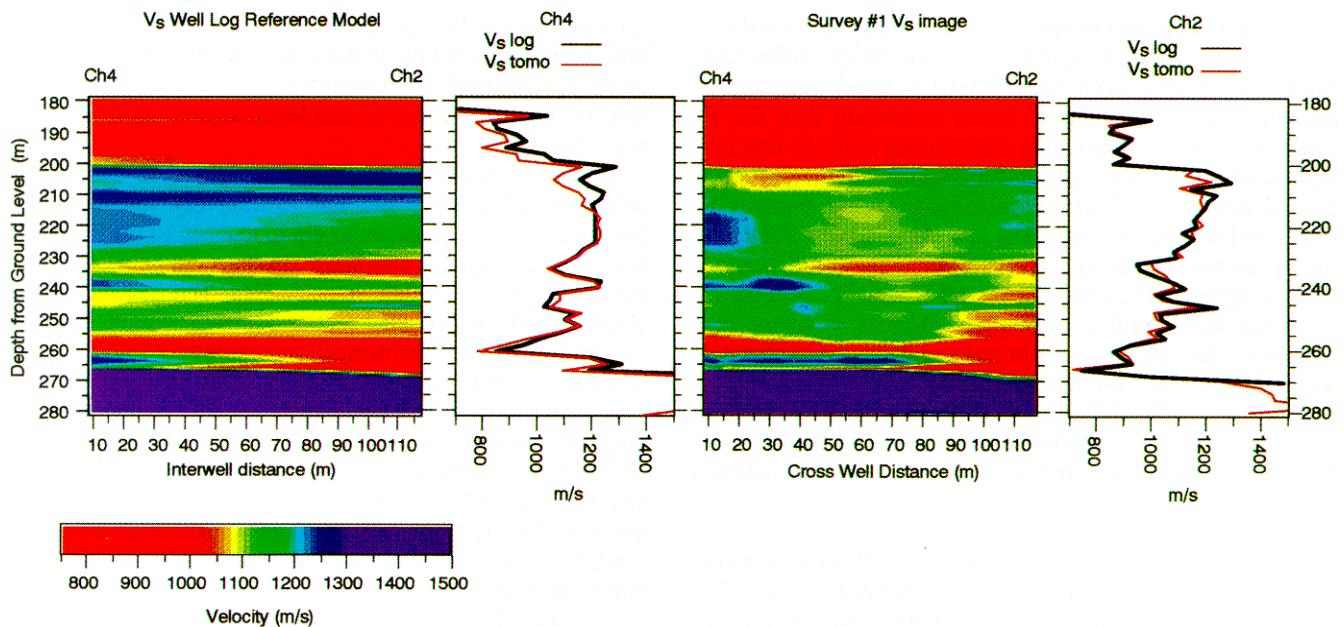 Vs Well Log Reference Model
Ch4
Vs log
Vs tomo
Survey #1 Vs image
Ch2
Vs log
Vs tomo
Ch4
Ch2
Ch4
Ch2
Depth from Ground Level (m)
180
190
200
210
220
230
240
250
260
270
280
180
190
200
210
220
230
240
250
260
270
280
10 20 30 40 50 60 70 80 90 100 110
Interwell distance (m)
800 1000 1200 1400
m/s
10 20 30 40 50 60 70 80 90 100 110
Cross Well Distance (m)
800 1000 1200 1400
m/s
800 900 1000 1100 1200 1300 1400 1500
Velocity (m/s)